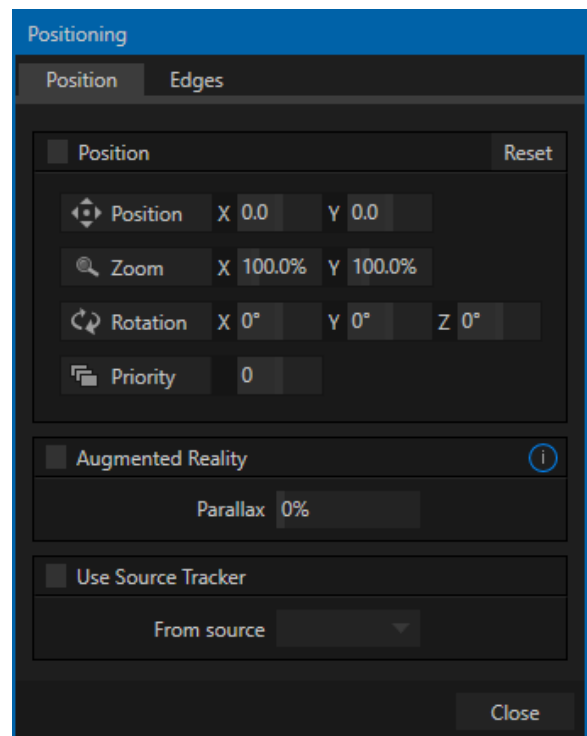 Positioning
Position Edges
Position Reset
Position X 0.0 Y 0.0
Zoom X 100.0% Y 100.0%
Rotation X 0° Y 0° Z 0°
Priority 0
Augmented Reality i
Parallax 0%
Use Source Tracker
From source
Close